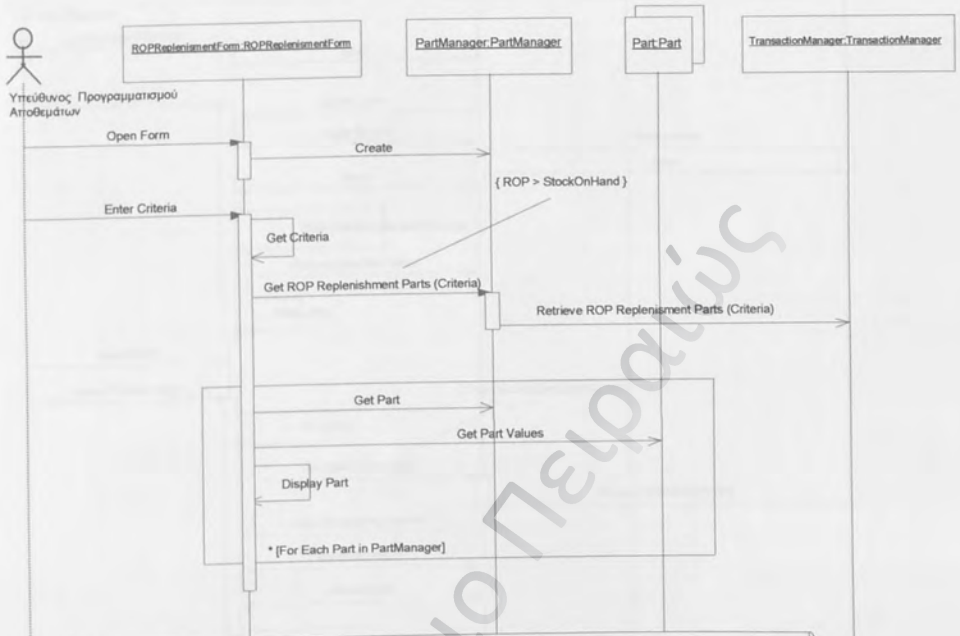 ROPReplenismentForm:ROPReplenismentForm
PartManager:PartManager
Part:Part
TransactionManager:TransactionManager
Υπεύθυνος Προγραμματισμού
Αποθεμάτων
Open Form
Create
{ ROP > StockOnHand }
Enter Criteria
Get Criteria
Get ROP Replenishment Parts (Criteria)
Retrieve ROP Replenisment Parts (Criteria)
Get Part
Get Part Values
Display Part
* [For Each Part in PartManager]
Πειραιώς